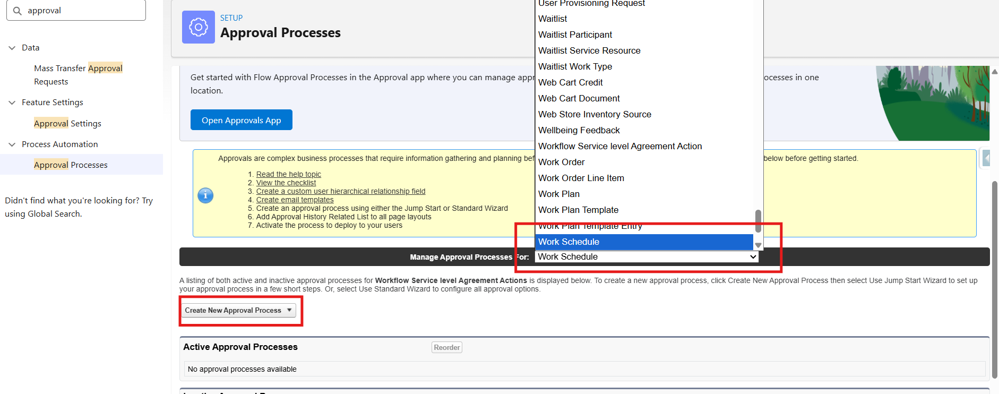 approval
Data
Mass Transfer Approval
Requests
Feature Settings
Approval Settings
Process Automation
Approval Processes
Didn't find what you're looking for? Try
using Global Search.
SETUP
Approval Processes
Get started with Flow Approval Processes in the Approval app where you can manage appr
ocesses in one
location.
Open Approvals App
Approvals are complex business processes that require information gathering and planning bef
below before getting started.
1. Read the help topic
2. View the checklist
3. Create a custom user hierarchical relationship field
4. Create email templates
5. Create an approval process using either the Jump Start or Standard Wizard
6. Add Approval History Related List to all page layouts
7. Activate the process to deploy to your users
User Provisioning Request
Waitlist
Waitlist Participant
Waitlist Service Resource
Waitlist Work Type
Web Cart Credit
Web Cart Document
Web Store Inventory Source
Wellbeing Feedback
Workflow Service level Agreement Action
Work Order
Work Order Line Item
Work Plan
Work Plan Template
Work Plan Template Entry
Work Schedule
Manage Approval Processes For: Work Schedule
A listing of both active and inactive approval processes for Workflow Service level Agreement Actions is displayed below. To create a new approval process, click Create New Approval Process then select Use Jump Start Wizard to set up
your approval process in a few short steps. Or, select Use Standard Wizard to configure all approval options.
Create New Approval Process
Active Approval Processes
Reorder
No approval processes available